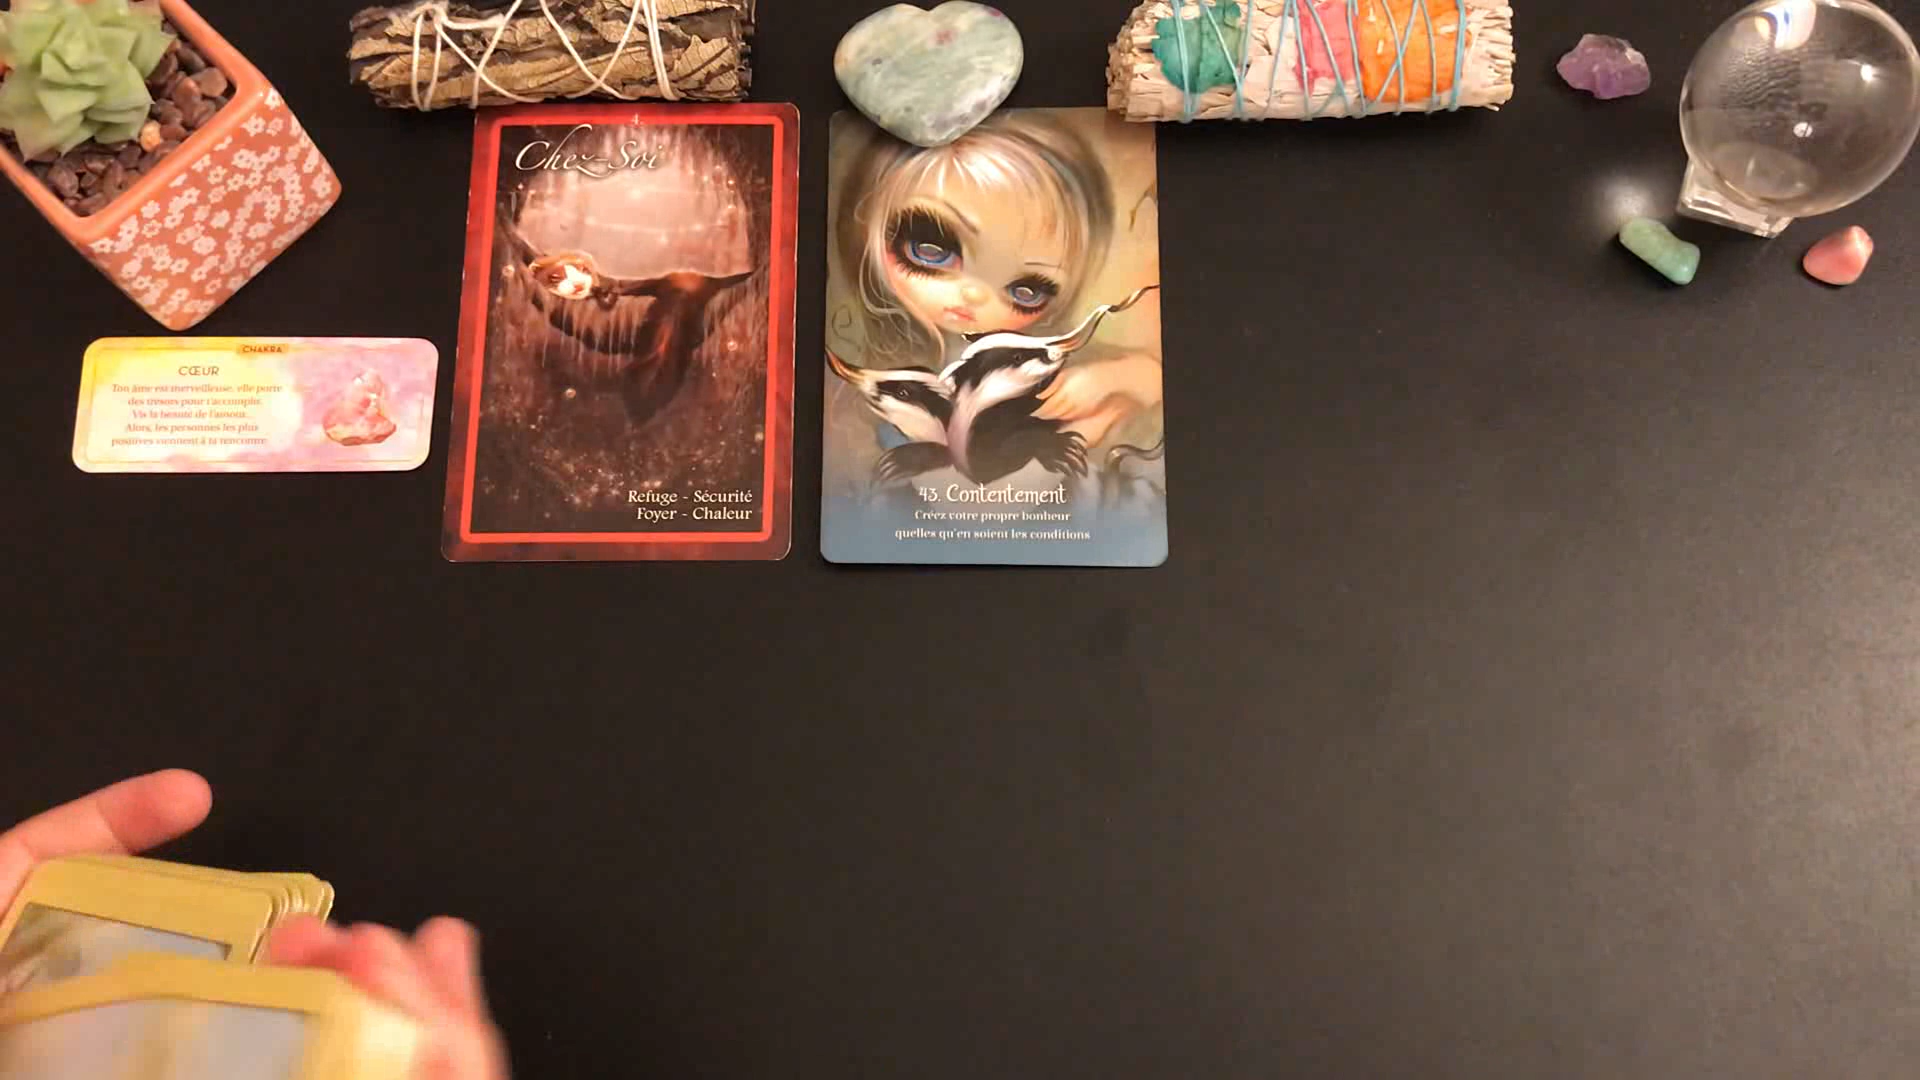 CHAKRA
CŒUR
Ton âme est merveilleuse, elle porte
des trésors pour t'accomplir.
Vis la beauté de l'amour...
Alors, les personnes les plus
positives viennent à ta rencontre.
4.
Chez-Soi
Refuge - Sécurité
Foyer - Chaleur
43. Contentement
Créez votre propre bonheur
quelles qu'en soient les conditions